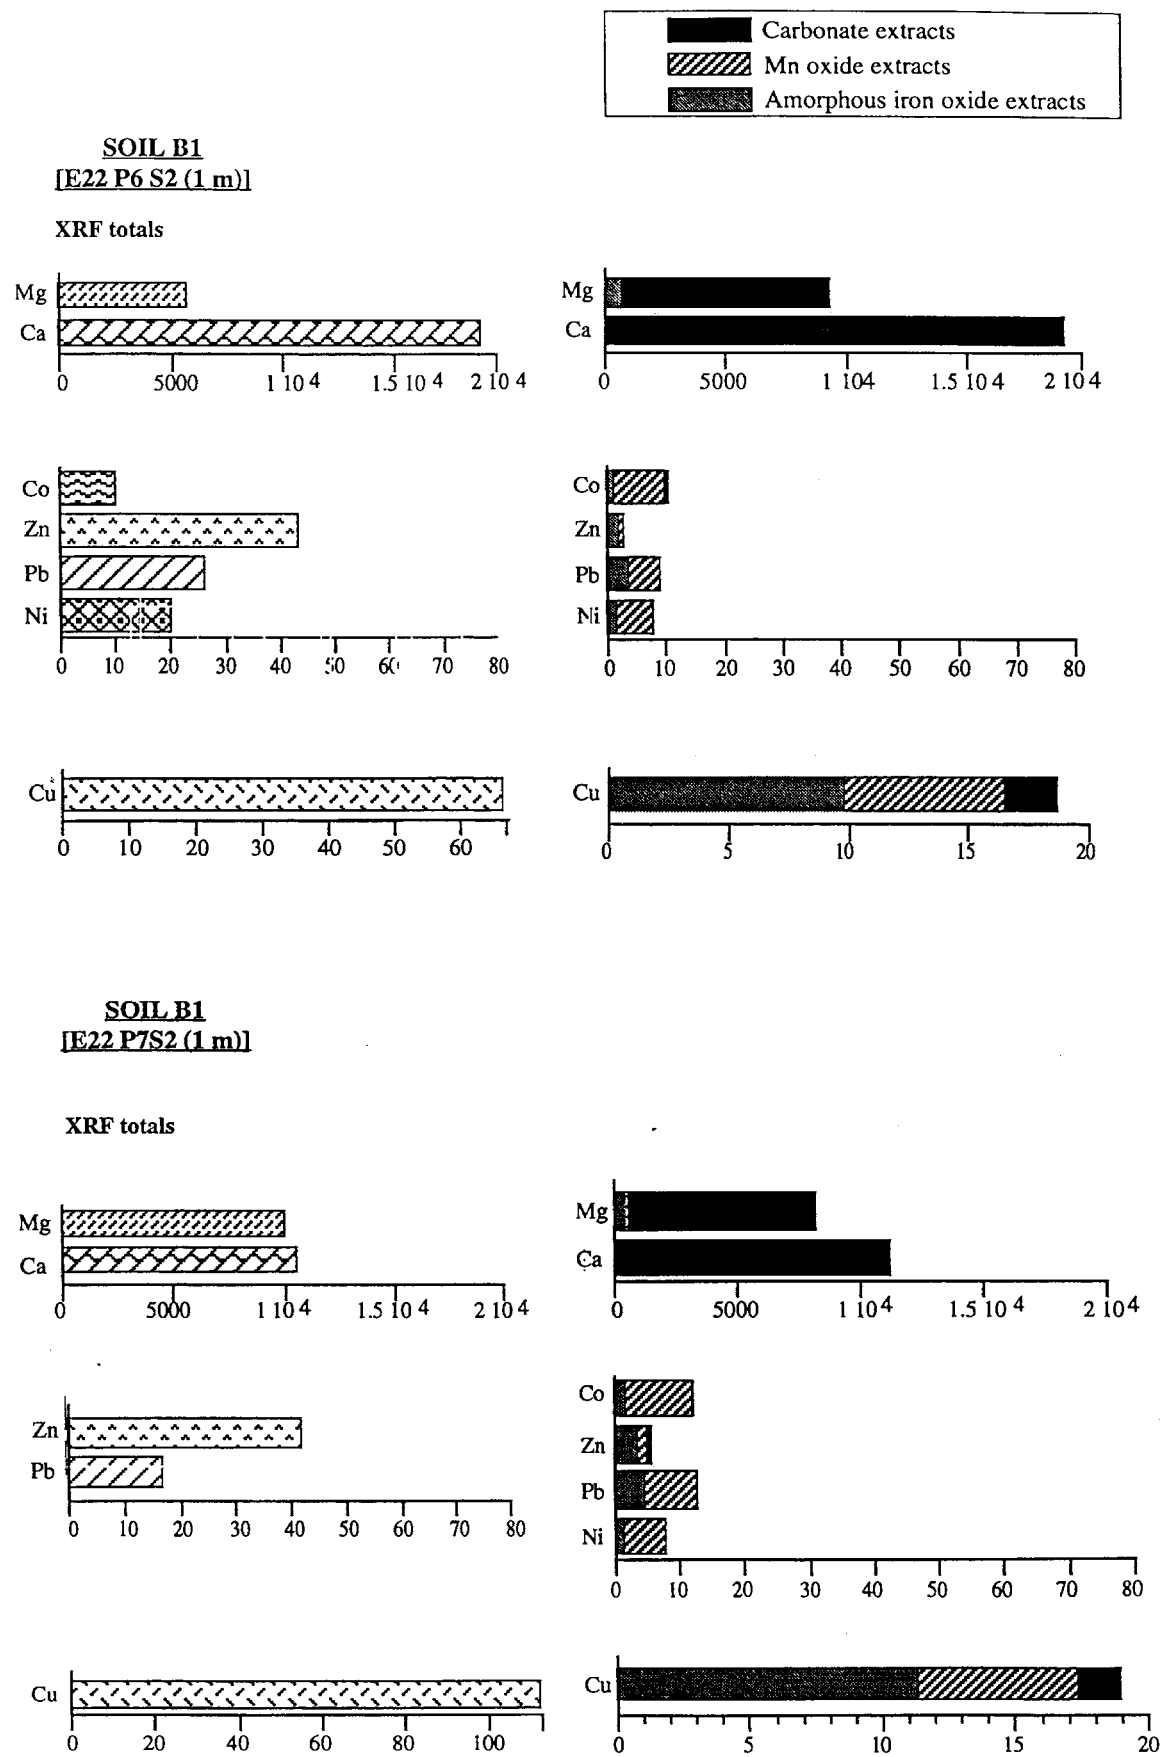 Carbonate extracts
Mn oxide extracts
Amorphous iron oxide extracts
SOIL B1
[E22 P6 S2 (1 m)]
XRF totals
Mg
Ca
0 5000 1 10 4 1.5 10 4 2 10 4
Mg
Ca
0 5000 1 104 1.5 10 4 2 10 4
Co
Zn
Pb
Ni
0 10 20 30 40 50 60 70 80
Co
Zn
Pb
Ni
0 10 20 30 40 50 60 70 80
Cu
0 10 20 30 40 50 60
Cu
0 5 10 15 20
SOIL B1
[E22 P7S2 (1 m)]
XRF totals
Mg
Ca
0 5000 1 10 4 1.5 10 4 2 10 4
Mg
Ca
0 5000 1 10 4 1.5 10 4 2 10 4
Zn
Pb
0 10 20 30 40 50 60 70 80
Co
Zn
Pb
Ni
0 10 20 30 40 50 60 70 80
Cu
0 20 40 60 80 100
Cu
0 5 10 15 20